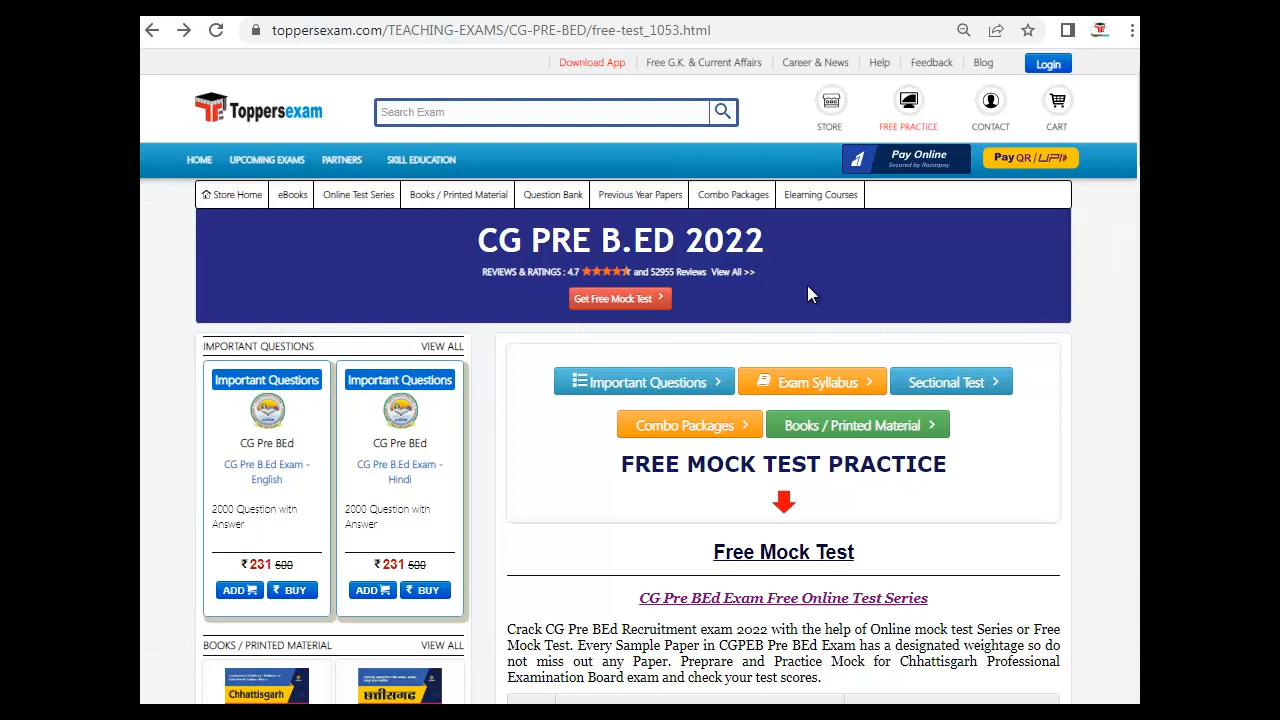 toppersexam.com/TEACHING-EXAMS/CG-PRE-BED/free-test_1053.html
Download App
Free G.K. & Current Affairs
Career & News
Help
Feedback
Blog
Login
Toppersexam
Search Exam
STORE
FREE PRACTICE
CONTACT
CART
HOME
UPCOMING EXAMS
PARTNERS
SKILL EDUCATION
Pay Online
Secured by Razorpay
Pay QR / UPI
Store Home
eBooks
Online Test Series
Books / Printed Material
Question Bank
Previous Year Papers
Combo Packages
Elearning Courses
CG PRE B.ED 2022
REVIEWS & RATINGS : 4.7 and 52955 Reviews View All >>
Get Free Mock Test
IMPORTANT QUESTIONS
VIEW ALL
Important Questions
CG Pre BEd
CG Pre B.Ed Exam -
English
2000 Question with
Answer
₹ 231 500
ADD
₹ BUY
Important Questions
CG Pre BEd
CG Pre B.Ed Exam -
Hindi
2000 Question with
Answer
₹ 231 500
ADD
₹ BUY
BOOKS / PRINTED MATERIAL
VIEW ALL
Chhattisgarh
छत्तीसगढ़
Important Questions
Exam Syllabus
Sectional Test
Combo Packages
Books / Printed Material
FREE MOCK TEST PRACTICE
Free Mock Test
CG Pre BEd Exam Free Online Test Series
Crack CG Pre BEd Recruitment exam 2022 with the help of Online mock test Series or Free
Mock Test. Every Sample Paper in CGPEB Pre BEd Exam has a designated weightage so do
not miss out any Paper. Preprare and Practice Mock for Chhattisgarh Professional
Examination Board exam and check your test scores.